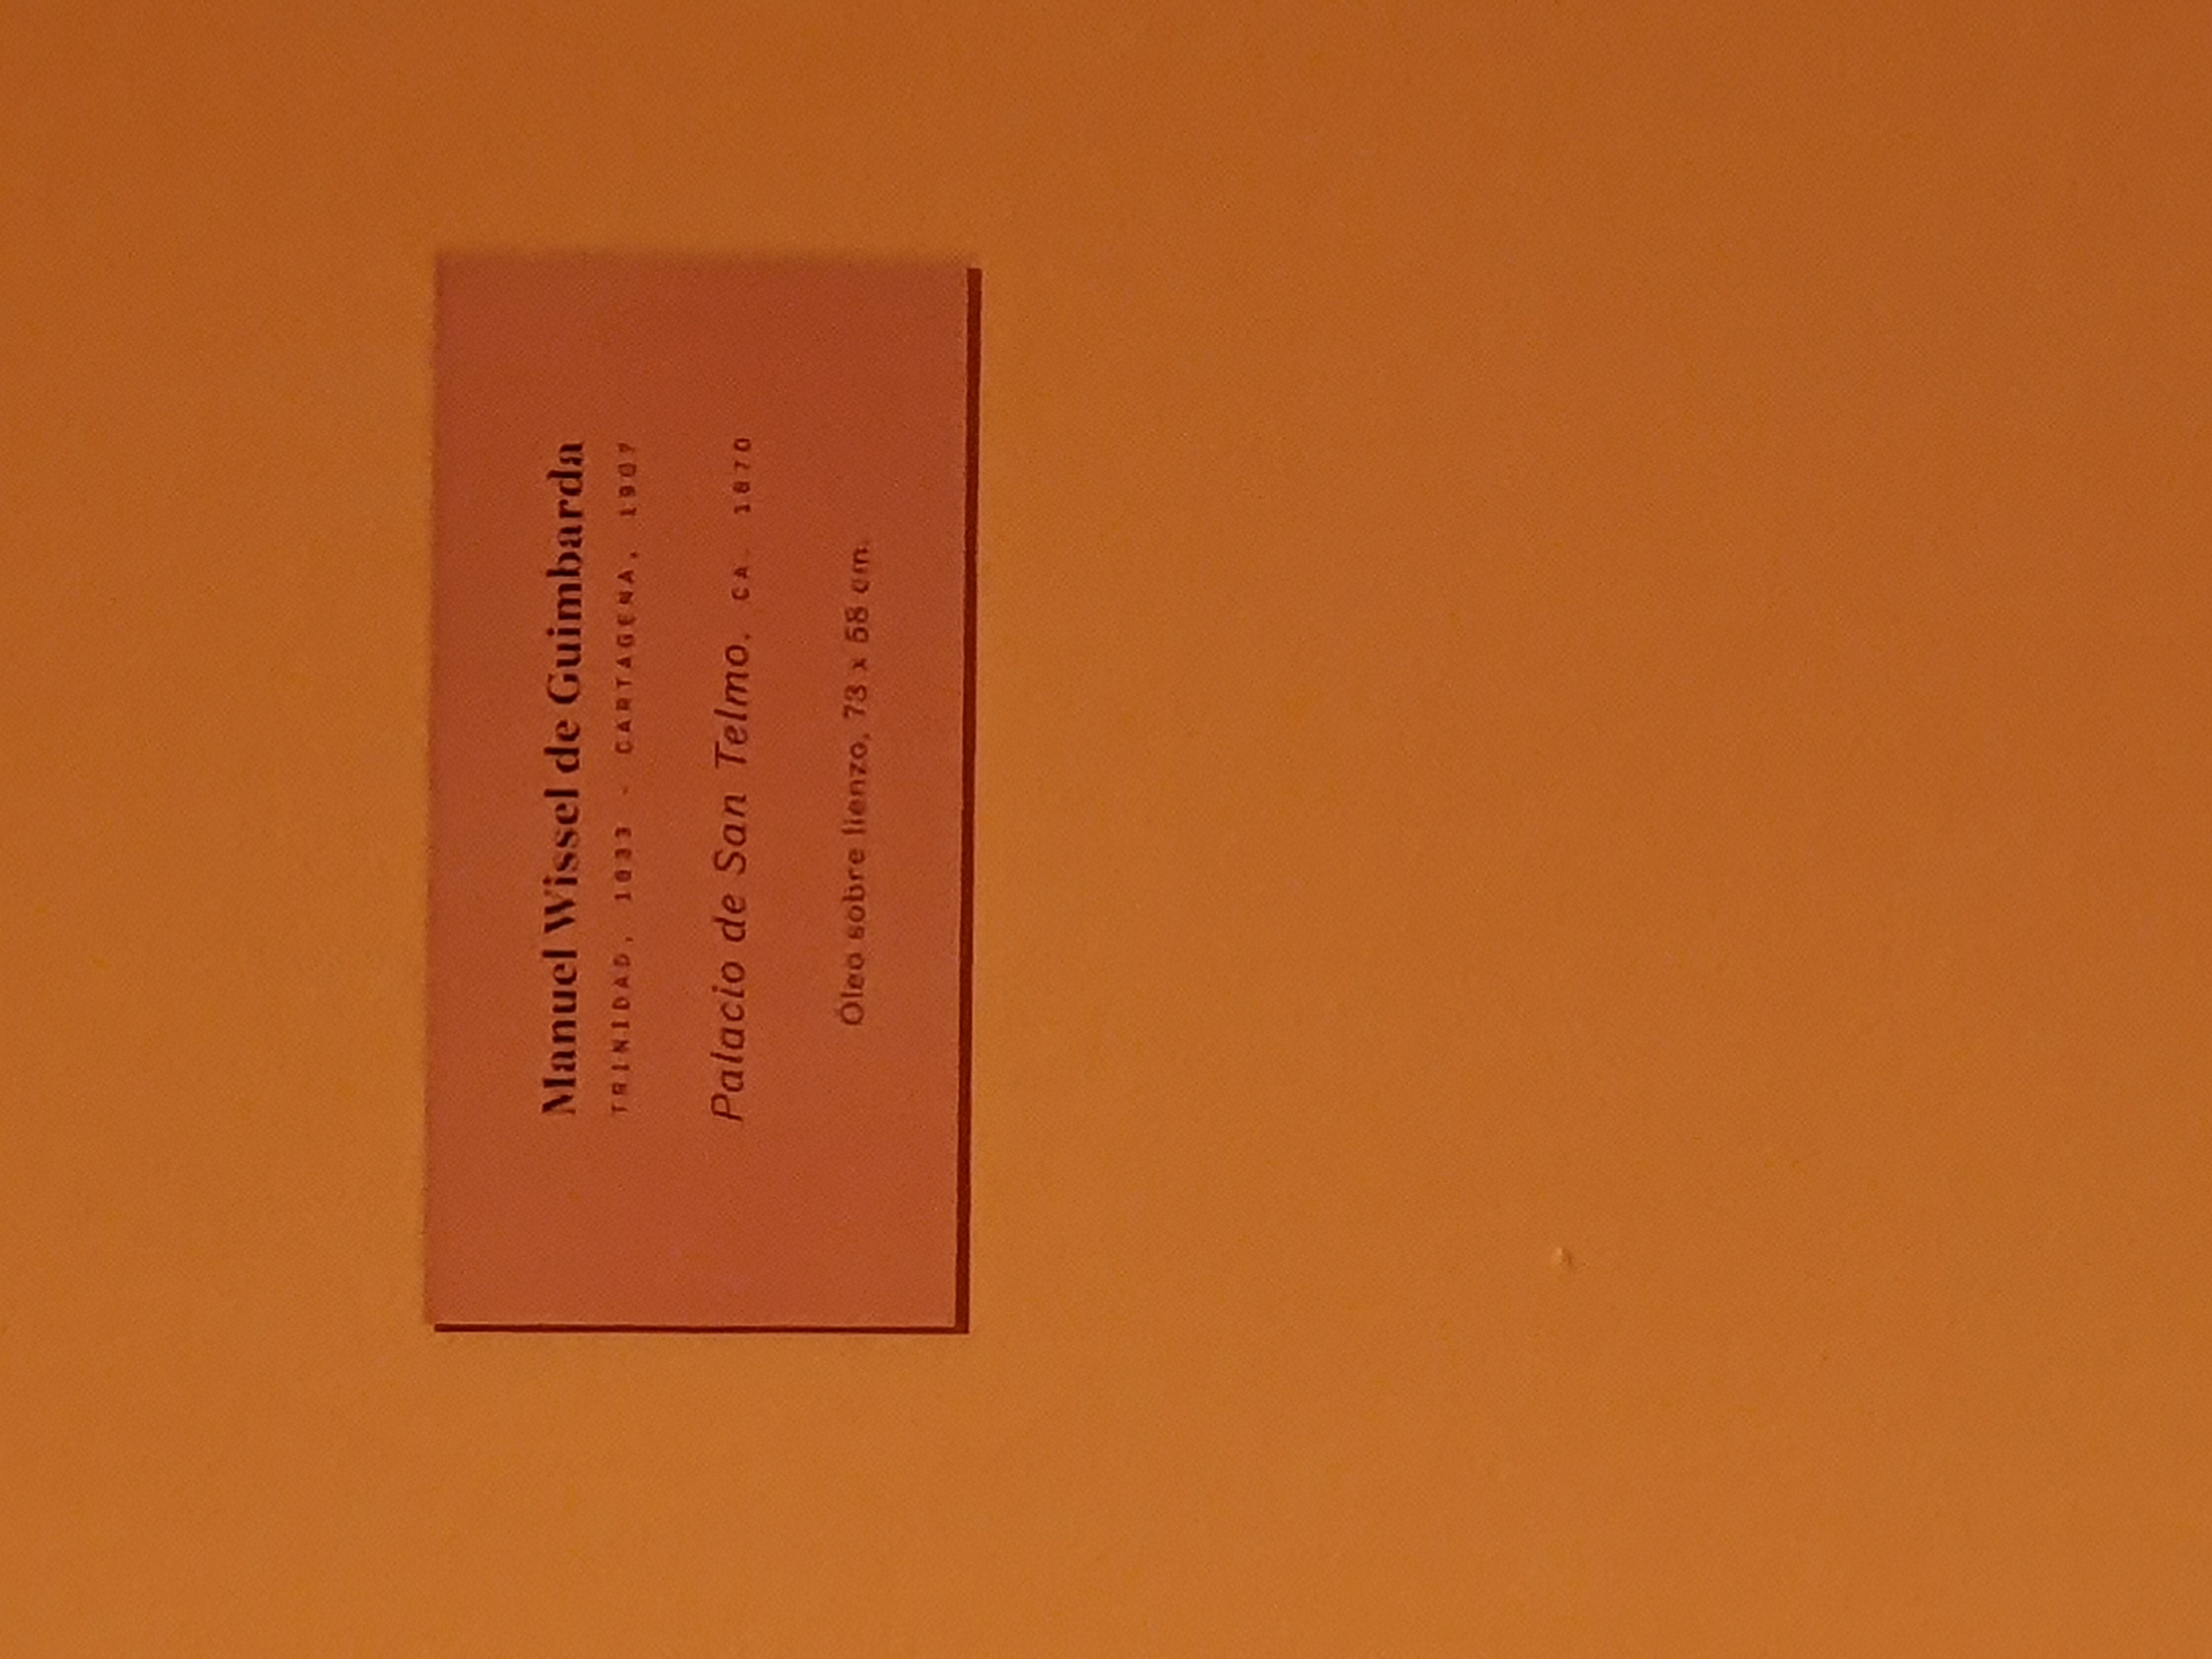 Manuel Wissel de Guimbarda
TRINIDAD, 1833 - CARTAGENA, 1907
Palacio de San Telmo. CA. 1870
Óleo sobre lienzo, 73 x 58 cm.